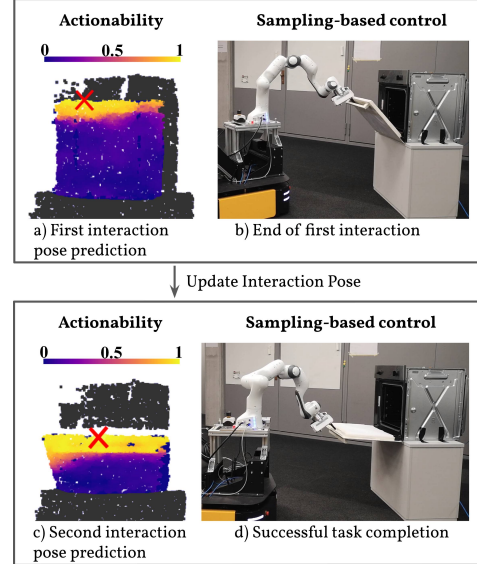 Actionability
Sampling-based control
0 0.5 1
a) First interaction
pose prediction
b) End of first interaction
Update Interaction Pose
Actionability
Sampling-based control
0 0.5 1
c) Second interaction
pose prediction
d) Successful task completion